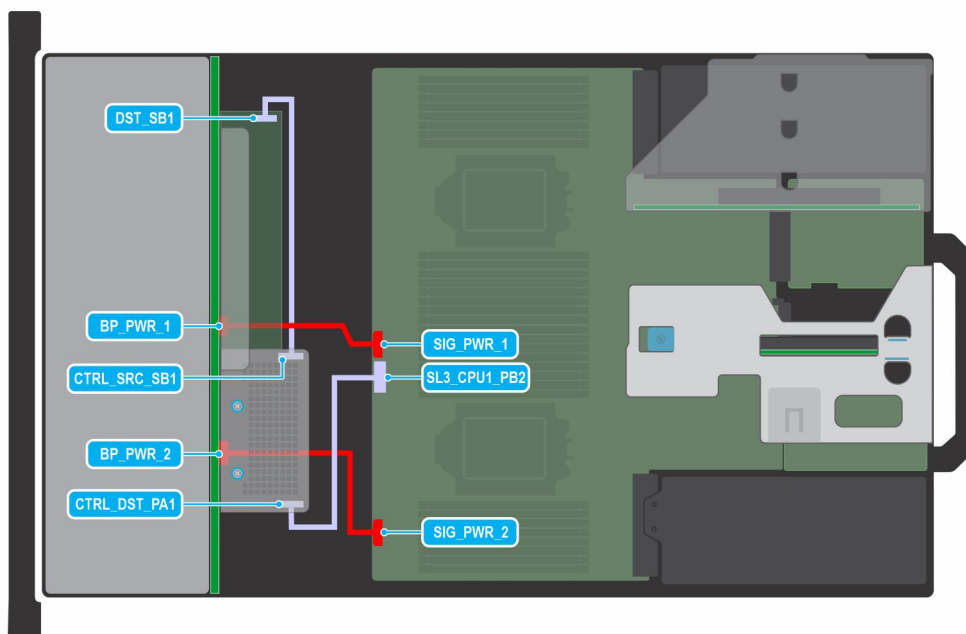 DST_SB1
BP_PWR_1
SIG_PWR_1
CTRL_SRC_SB1
SL3_CPU1_PB2
BP_PWR_2
CTRL_DST_PA1
SIG_PWR_2